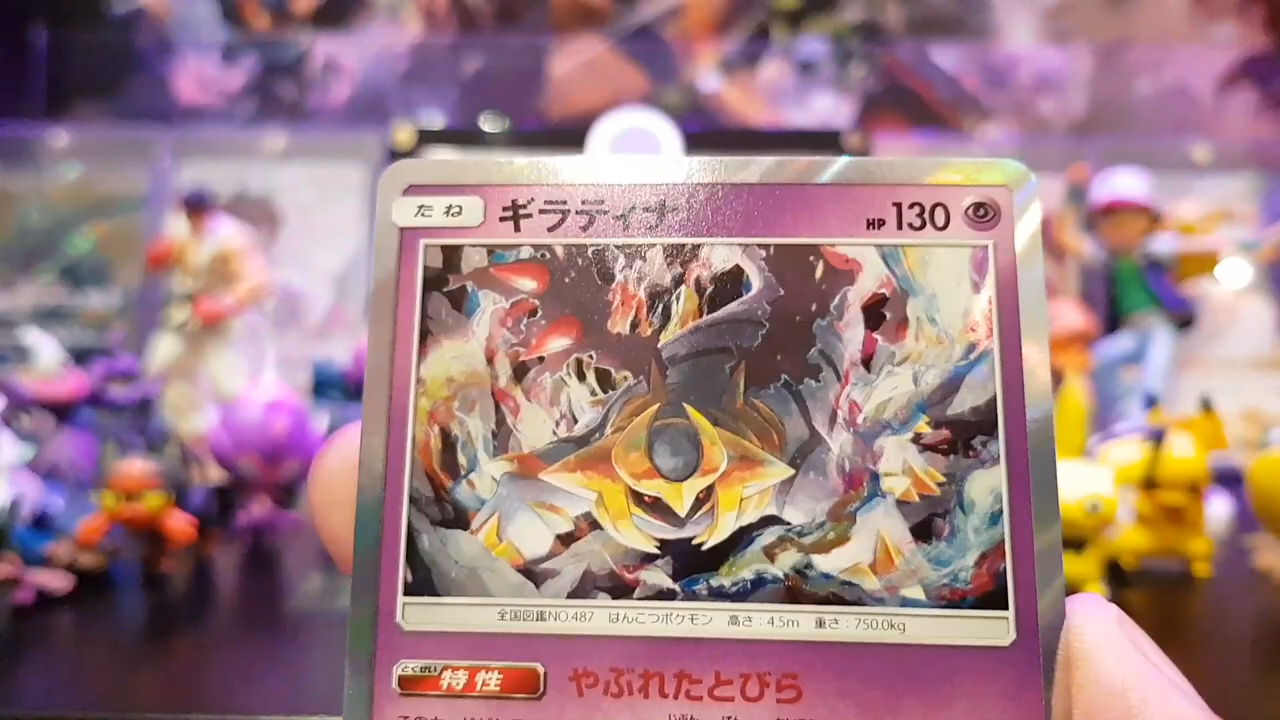 たね ギラティナ HP 130
全国図鑑NO.487 はんこつポケモン 高さ：4.5m 重さ：750.0kg
とくせい
特性 やぶれたとびら